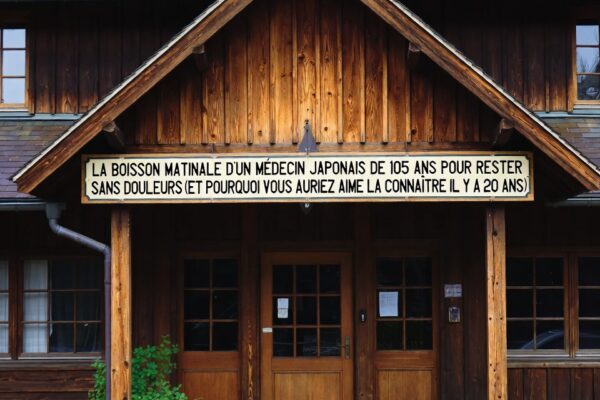 LA BOISSON MATINALE D'UN MÉDECIN JAPONAIS DE 105 ANS POUR RESTER
SANS DOULEURS (ET POURQUOI VOUS AURIEZ AIME LA CONNAÎTRE IL Y A 20 ANS)